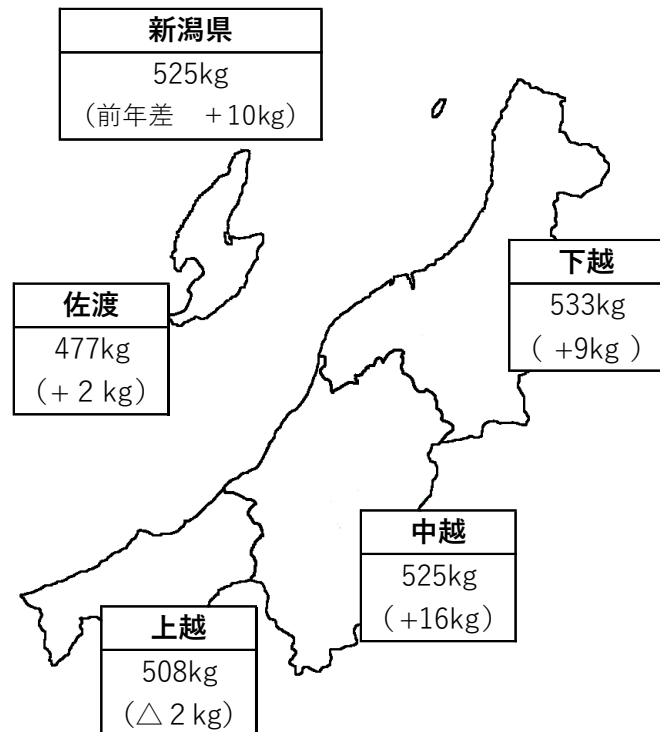 新潟県
525kg
(前年差　+10kg)
佐渡
477kg
(+ 2 kg)
下越
533kg
( +9kg )
中越
525kg
(+16kg)
上越
508kg
(△ 2 kg)